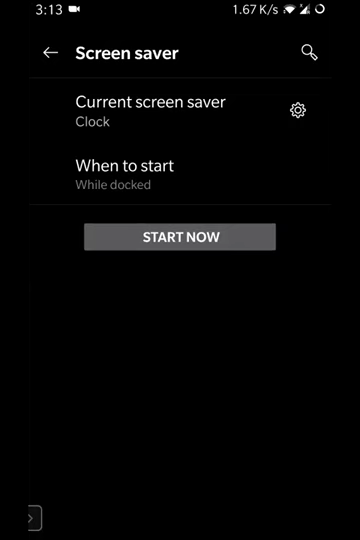 3:13 1.67 K/s
Screen saver
Current screen saver
Clock
When to start
While docked
START NOW